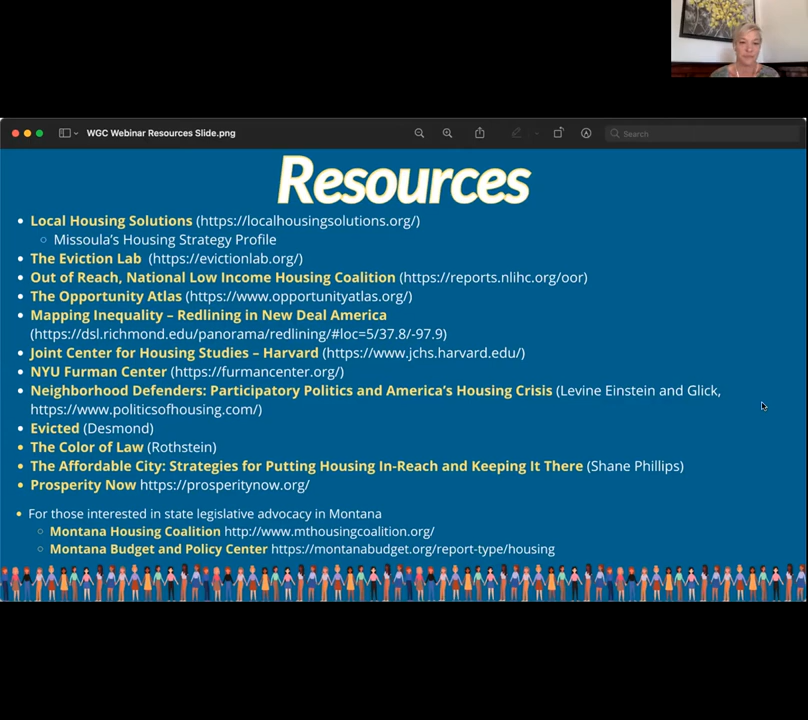 WGC Webinar Resources Slide.png
Search
Resources
Local Housing Solutions (https://localhousingsolutions.org/)
Missoula's Housing Strategy Profile
The Eviction Lab (https://evictionlab.org/)
Out of Reach, National Low Income Housing Coalition (https://reports.nlihc.org/oor)
The Opportunity Atlas (https://www.opportunityatlas.org/)
Mapping Inequality – Redlining in New Deal America
(https://dsl.richmond.edu/panorama/redlining/#loc=5/37.8/-97.9)
Joint Center for Housing Studies – Harvard (https://www.jchs.harvard.edu/)
NYU Furman Center (https://furmancenter.org/)
Neighborhood Defenders: Participatory Politics and America's Housing Crisis (Levine Einstein and Glick,
https://www.politicsofhousing.com/)
Evicted (Desmond)
The Color of Law (Rothstein)
The Affordable City: Strategies for Putting Housing In-Reach and Keeping It There (Shane Phillips)
Prosperity Now https://prosperitynow.org/
For those interested in state legislative advocacy in Montana
Montana Housing Coalition http://www.mthousingcoalition.org/
Montana Budget and Policy Center https://montanabudget.org/report-type/housing